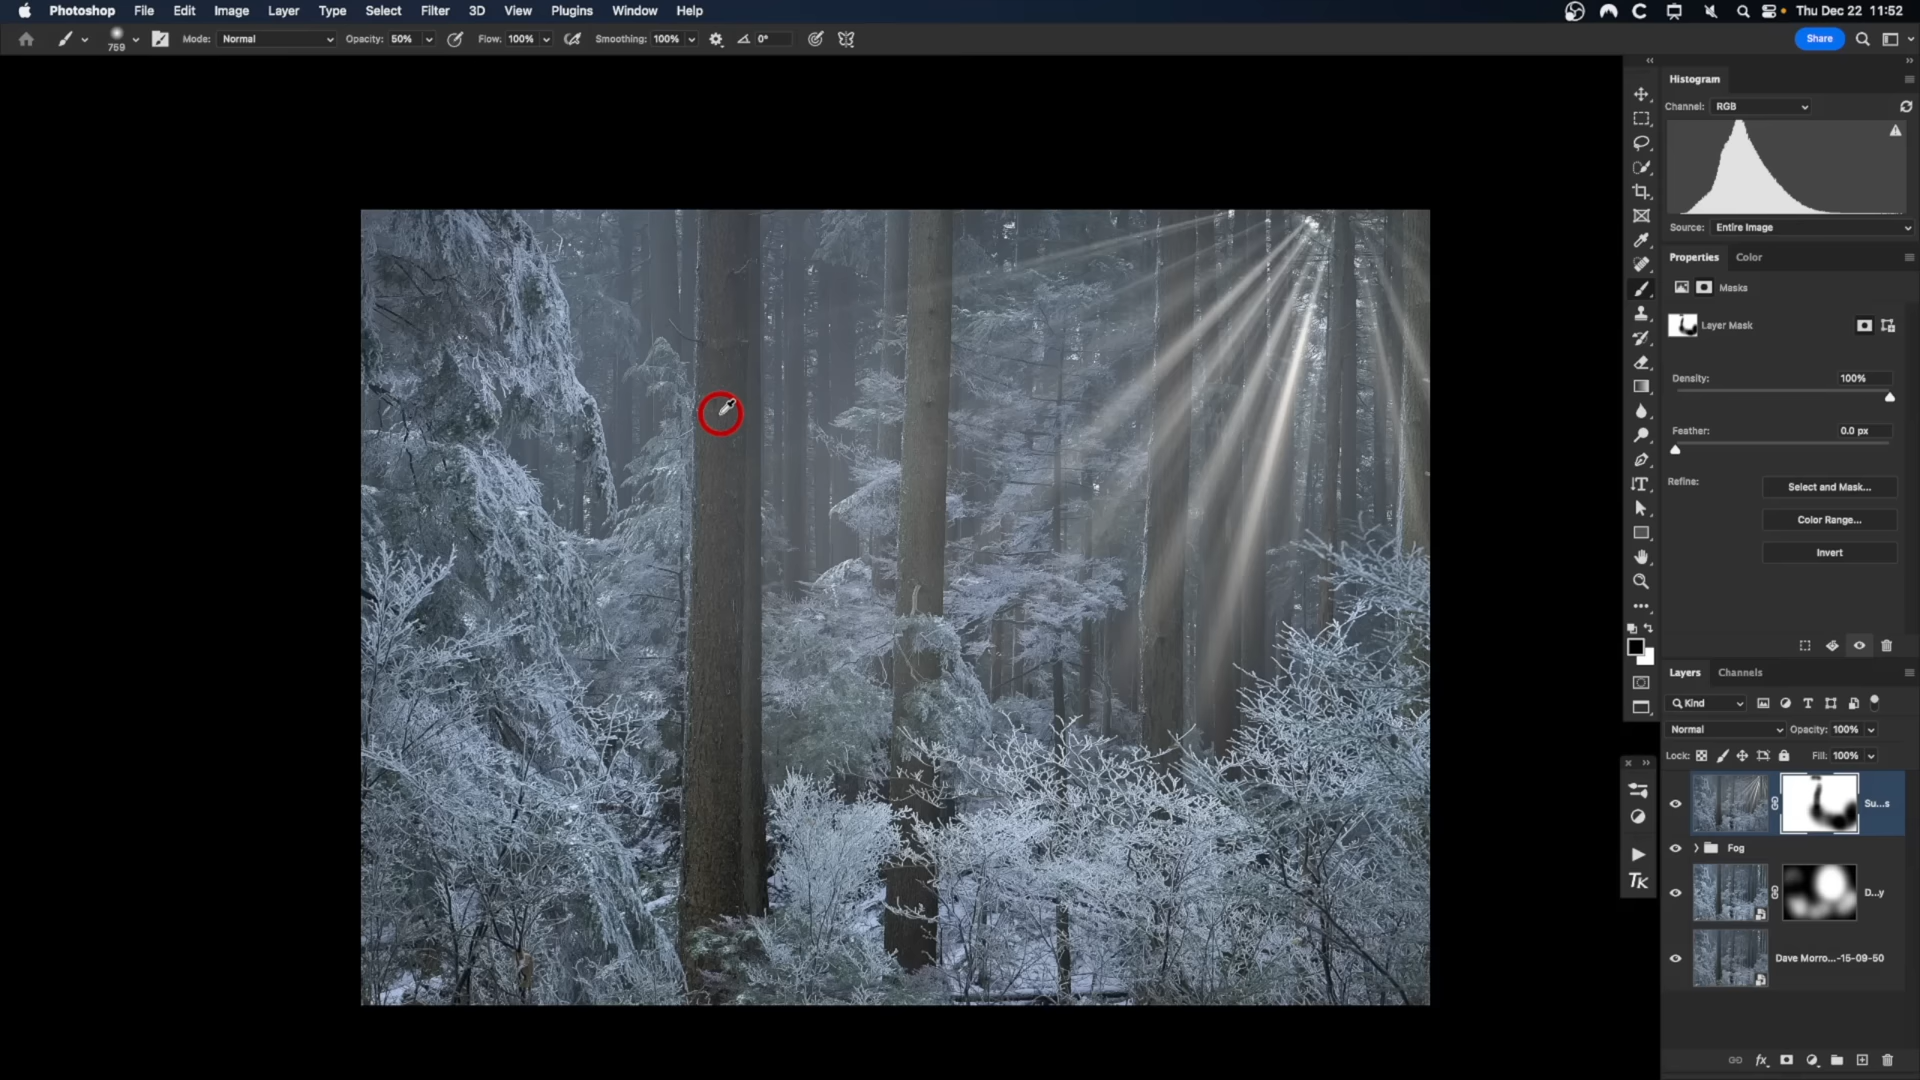 Photoshop File Edit Image Layer Type Select Filter 3D View Plugins Window Help Thu Dec 22 11:52
759 Mode: Normal Opacity: 50% Flow: 100% Smoothing: 100% 0° Share
Histogram
Channel: RGB
Source: Entire Image
Properties Color
Masks
Layer Mask
Density: 100%
Feather: 0.0 px
Refine: Select and Mask...
Color Range...
Invert
Layers Channels
Kind
Normal Opacity: 100%
Lock: Fill: 100%
Su...s
Fog
D...y
Dave Morro...-15-09-50
TK
fx